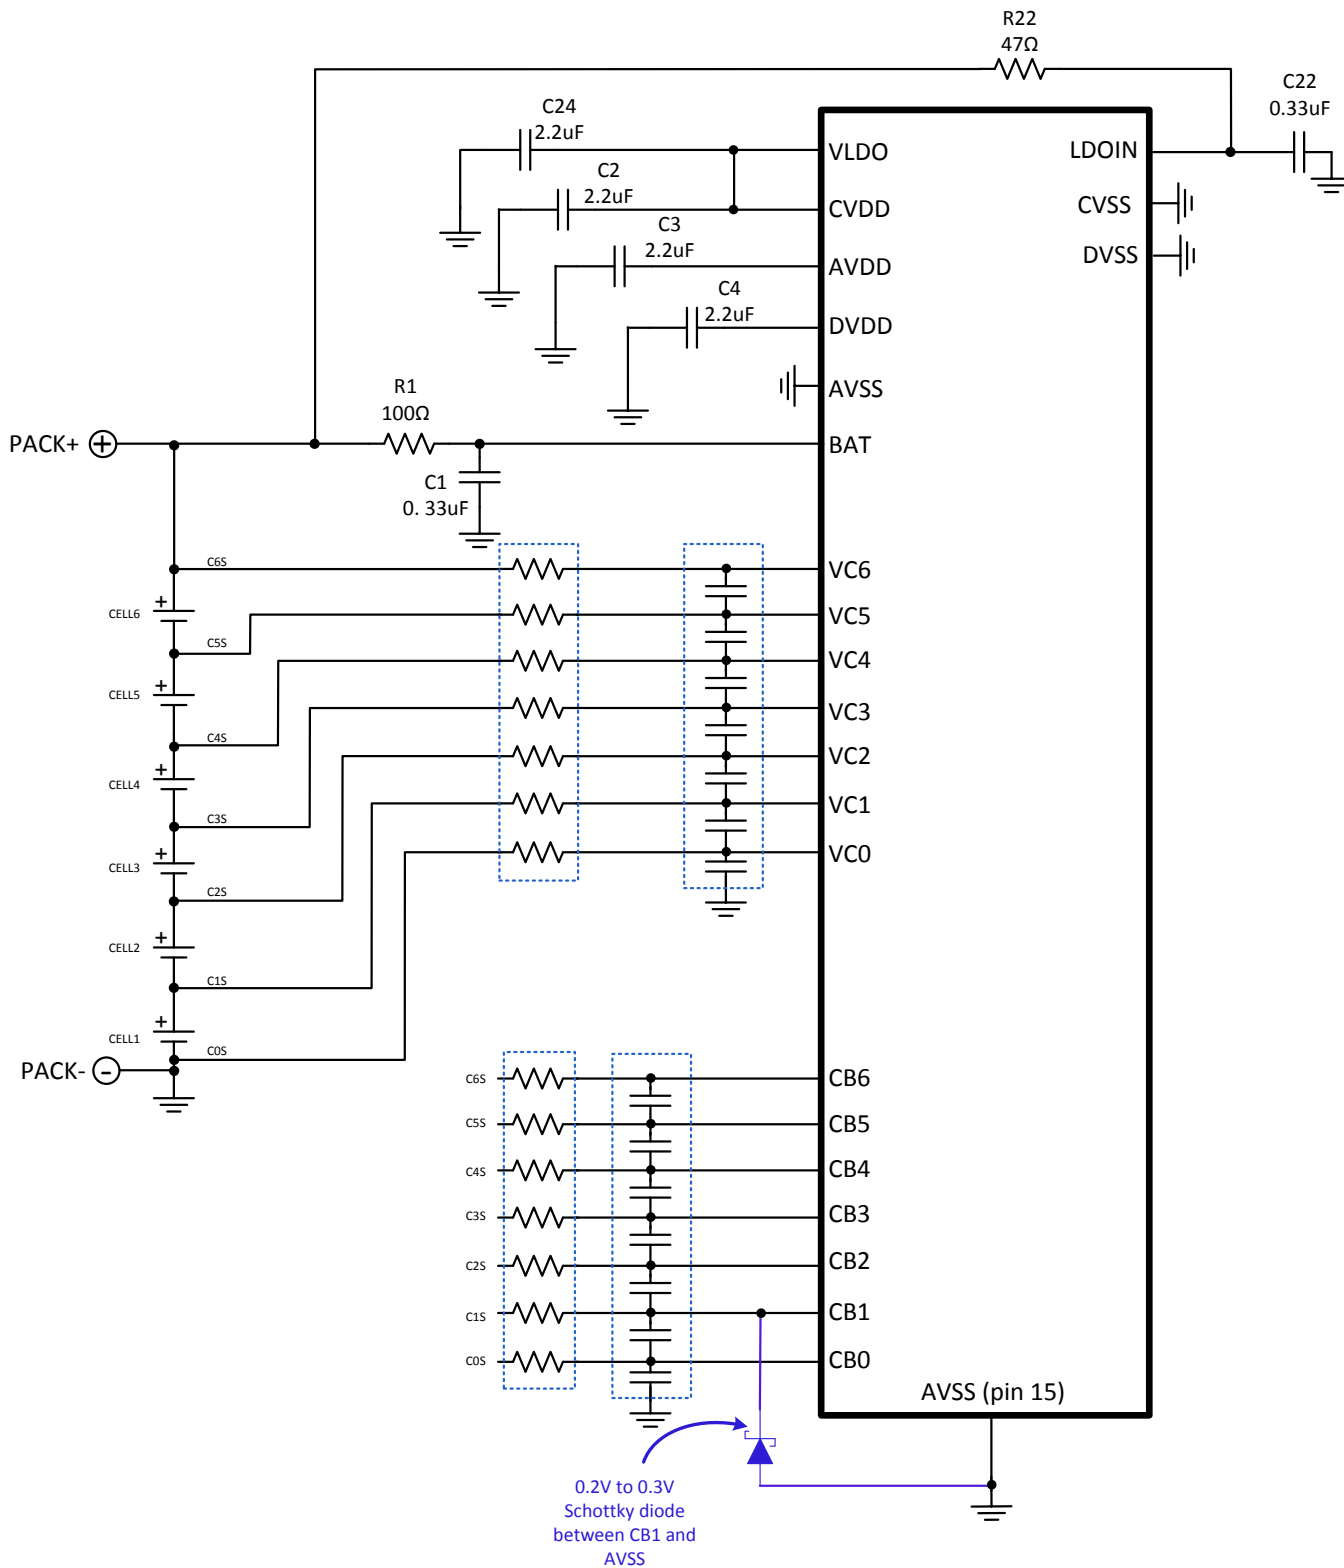 R22
47Ω
C22
0.33uF
C24
2.2uF
C2
2.2uF
C3
2.2uF
C4
2.2uF
VLDO
CVDD
AVDD
DVDD
AVSS
BAT
LDOIN
CVSS
DVSS
R1
100Ω
PACK+
C1
0. 33uF
C6S
CELL6
C5S
CELL5
C4S
CELL4
C3S
CELL3
C2S
CELL2
C1S
CELL1
C0S
PACK-
VC6
VC5
VC4
VC3
VC2
VC1
VC0
C6S
C5S
C4S
C3S
C2S
C1S
C0S
CB6
CB5
CB4
CB3
CB2
CB1
CB0
AVSS (pin 15)
0.2V to 0.3V
Schottky diode
between CB1 and
AVSS